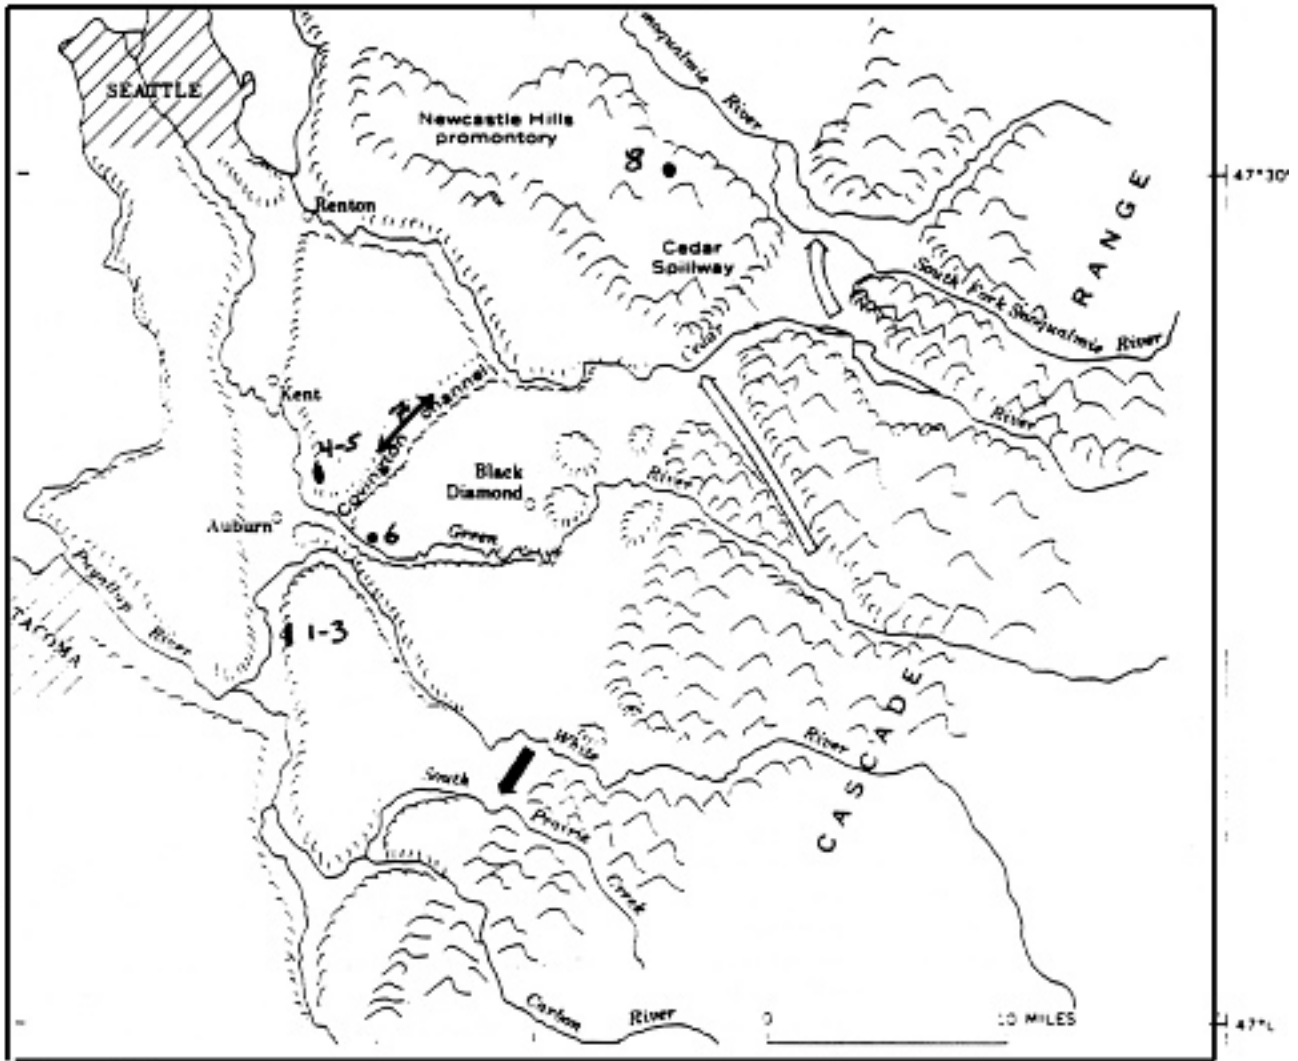 SEATTLE
Newcastle Hills
promontory
River
8
47°30'
Renton
Cedar
Spillway
RANGE
South Fork Snoqualmie River
Cedar
River
Kent
Covington Channel
7
4-5
Black
Diamond
River
Auburn
6
Green
Puyallup
River
TACOMA
1-3
CASCADE
White
River
South
Prairie
Creek
Carbon
River
0
10 MILES